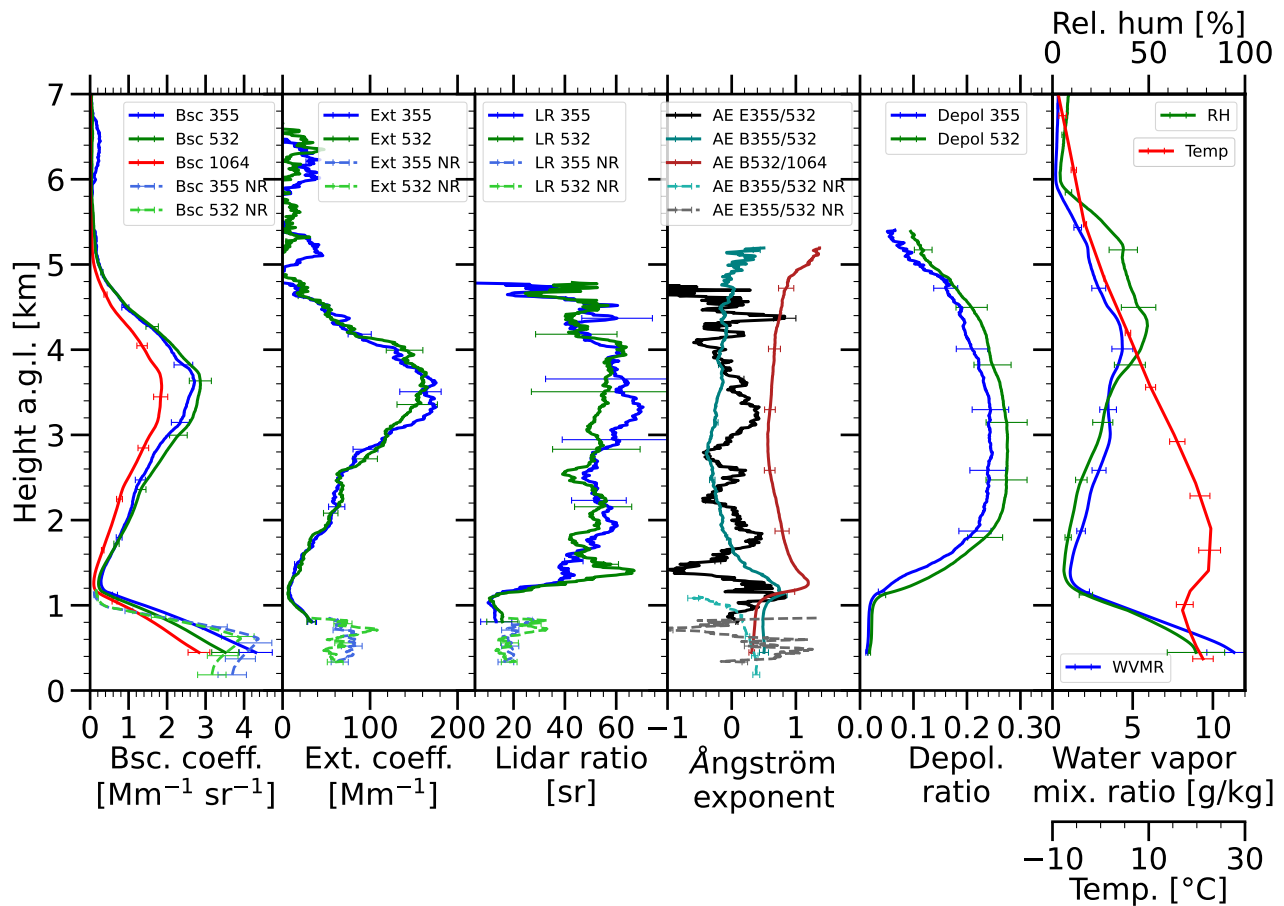 Rel. hum [%]
0 50 100
Height a.g.l. [km]
7
6
5
4
3
2
1
0
Bsc 355
Bsc 532
Bsc 1064
Bsc 355 NR
Bsc 532 NR
Ext 355
Ext 532
Ext 355 NR
Ext 532 NR
LR 355
LR 532
LR 355 NR
LR 532 NR
AE E355/532
AE B355/532
AE B532/1064
AE B355/532 NR
AE E355/532 NR
Depol 355
Depol 532
RH
Temp
WVMR
0 1 2 3 4
0 100 200
20 40 60
−1 0 1
0.0 0.1 0.2 0.3
0 5 10
Bsc. coeff.
[Mm⁻¹ sr⁻¹]
Ext. coeff.
[Mm⁻¹]
Lidar ratio
[sr]
Ångström
exponent
Depol.
ratio
Water vapor
mix. ratio [g/kg]
−10 10 30
Temp. [°C]